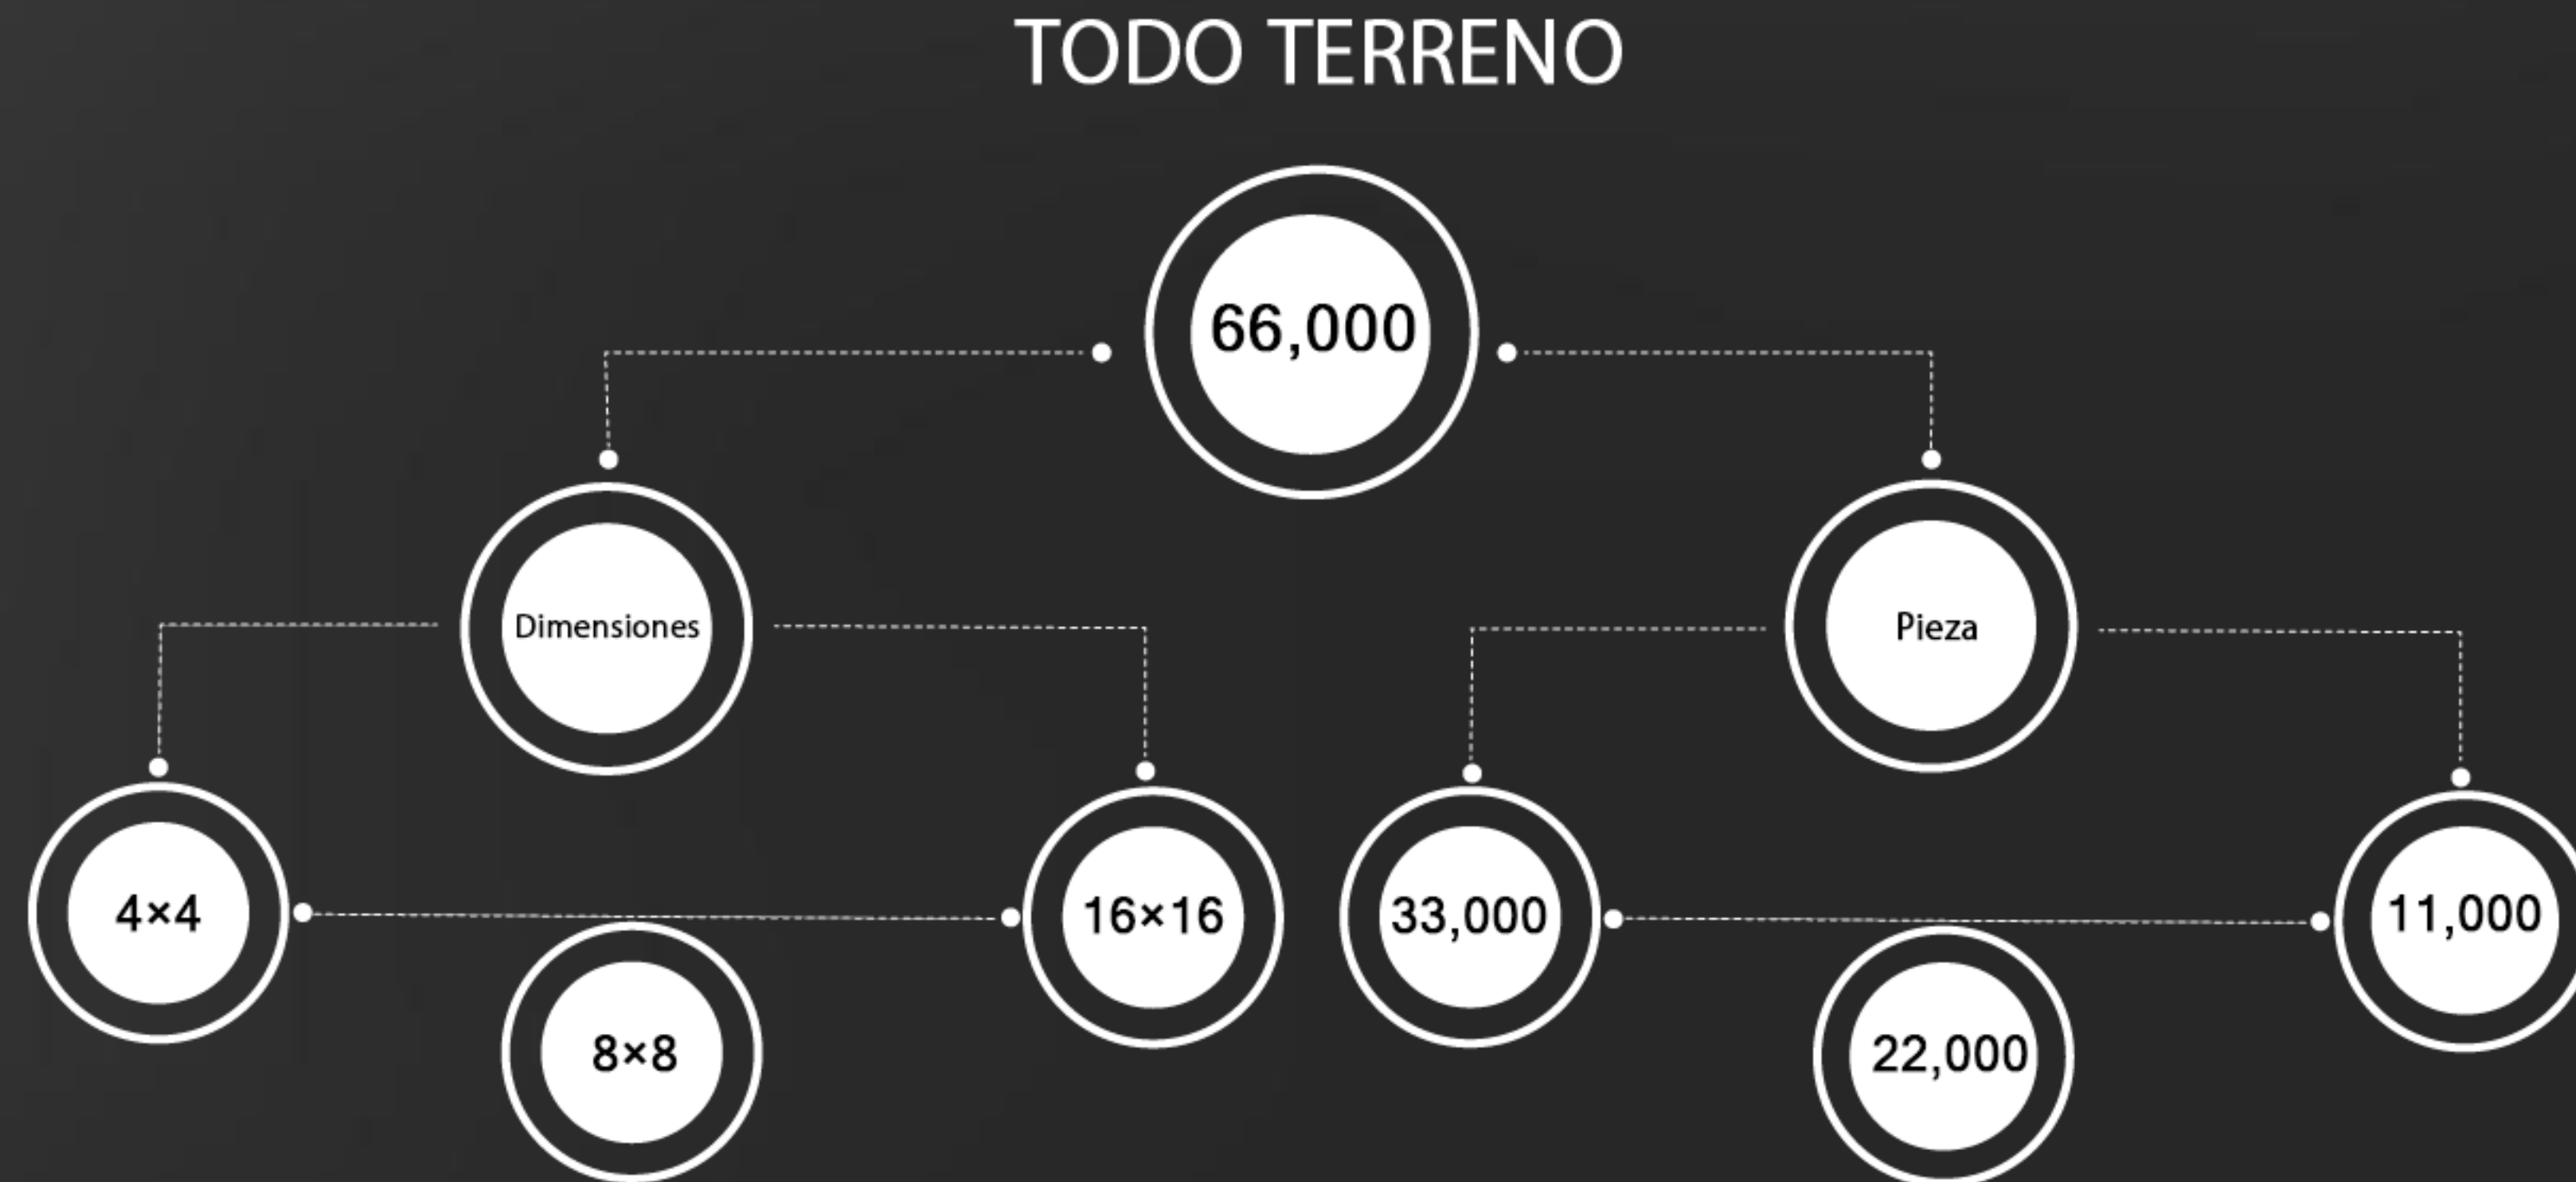 TODO TERRENO
66,000
Dimensiones
Pieza
4×4
16×16
33,000
11,000
8×8
22,000